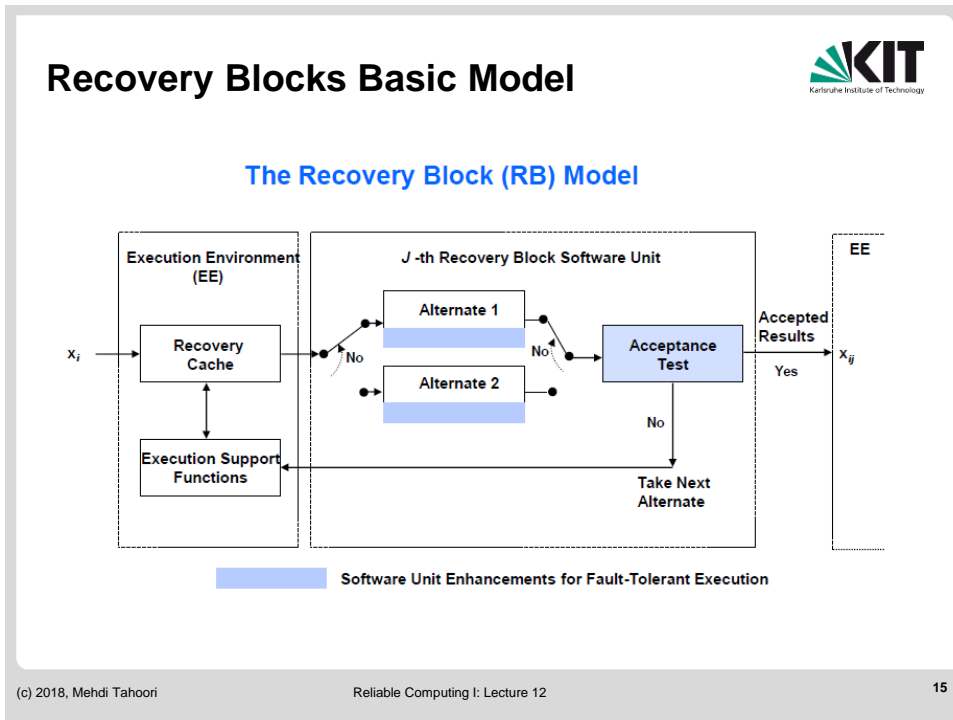 Recovery Blocks Basic Model
KIT
Karlsruhe Institute of Technology
The Recovery Block (RB) Model
Execution Environment
(EE)
J -th Recovery Block Software Unit
EE
Alternate 1
Accepted
Results
xi
Recovery
Cache
No
No
Acceptance
Test
xij
Yes
Alternate 2
No
Execution Support
Functions
Take Next
Alternate
Software Unit Enhancements for Fault-Tolerant Execution
(c) 2018, Mehdi Tahoori
Reliable Computing I: Lecture 12
15